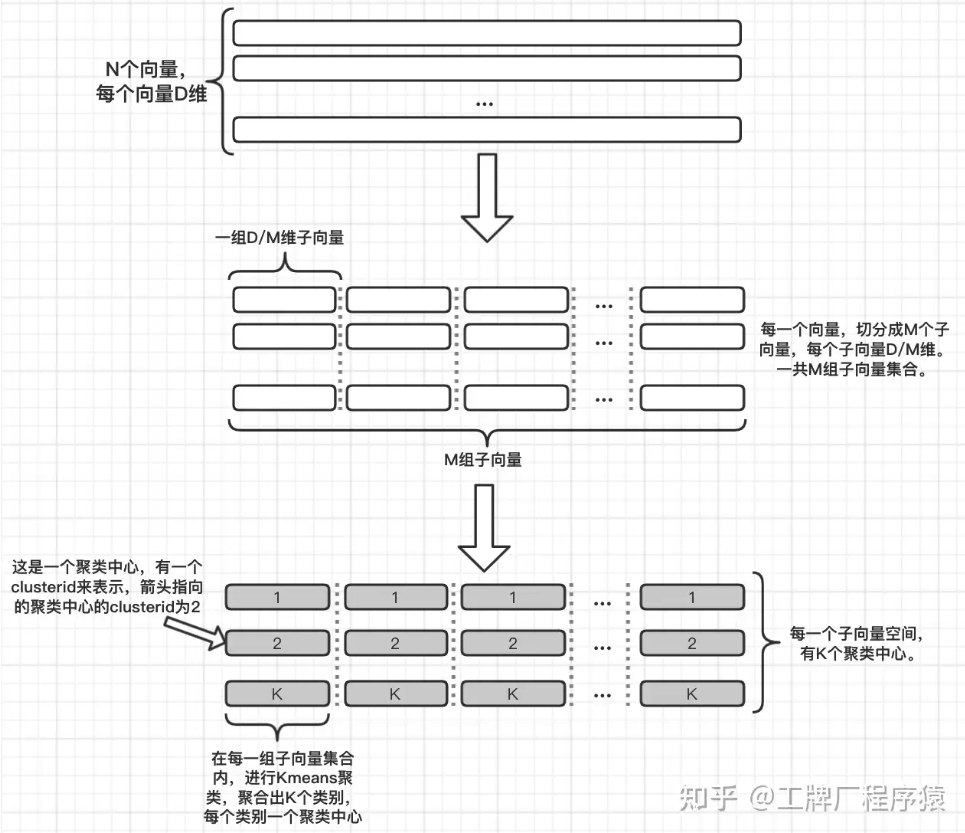 N个向量，
每个向量D维
...
一组D/M维子向量
...
...
...
每一个向量，切分成M个子
向量，每个子向量D/M维。
一共M组子向量集合。
M组子向量
这是一个聚类中心，有一个
clusterid来表示，箭头指向
的聚类中心的clusterid为2
1 1 1 ... 1
2 2 2 ... 2
K K K ... K
每一个子向量空间，
有K个聚类中心。
在每一组子向量集合
内，进行Kmeans聚
类，聚合出K个类别，
每个类别一个聚类中心
知乎 @工牌厂程序猿